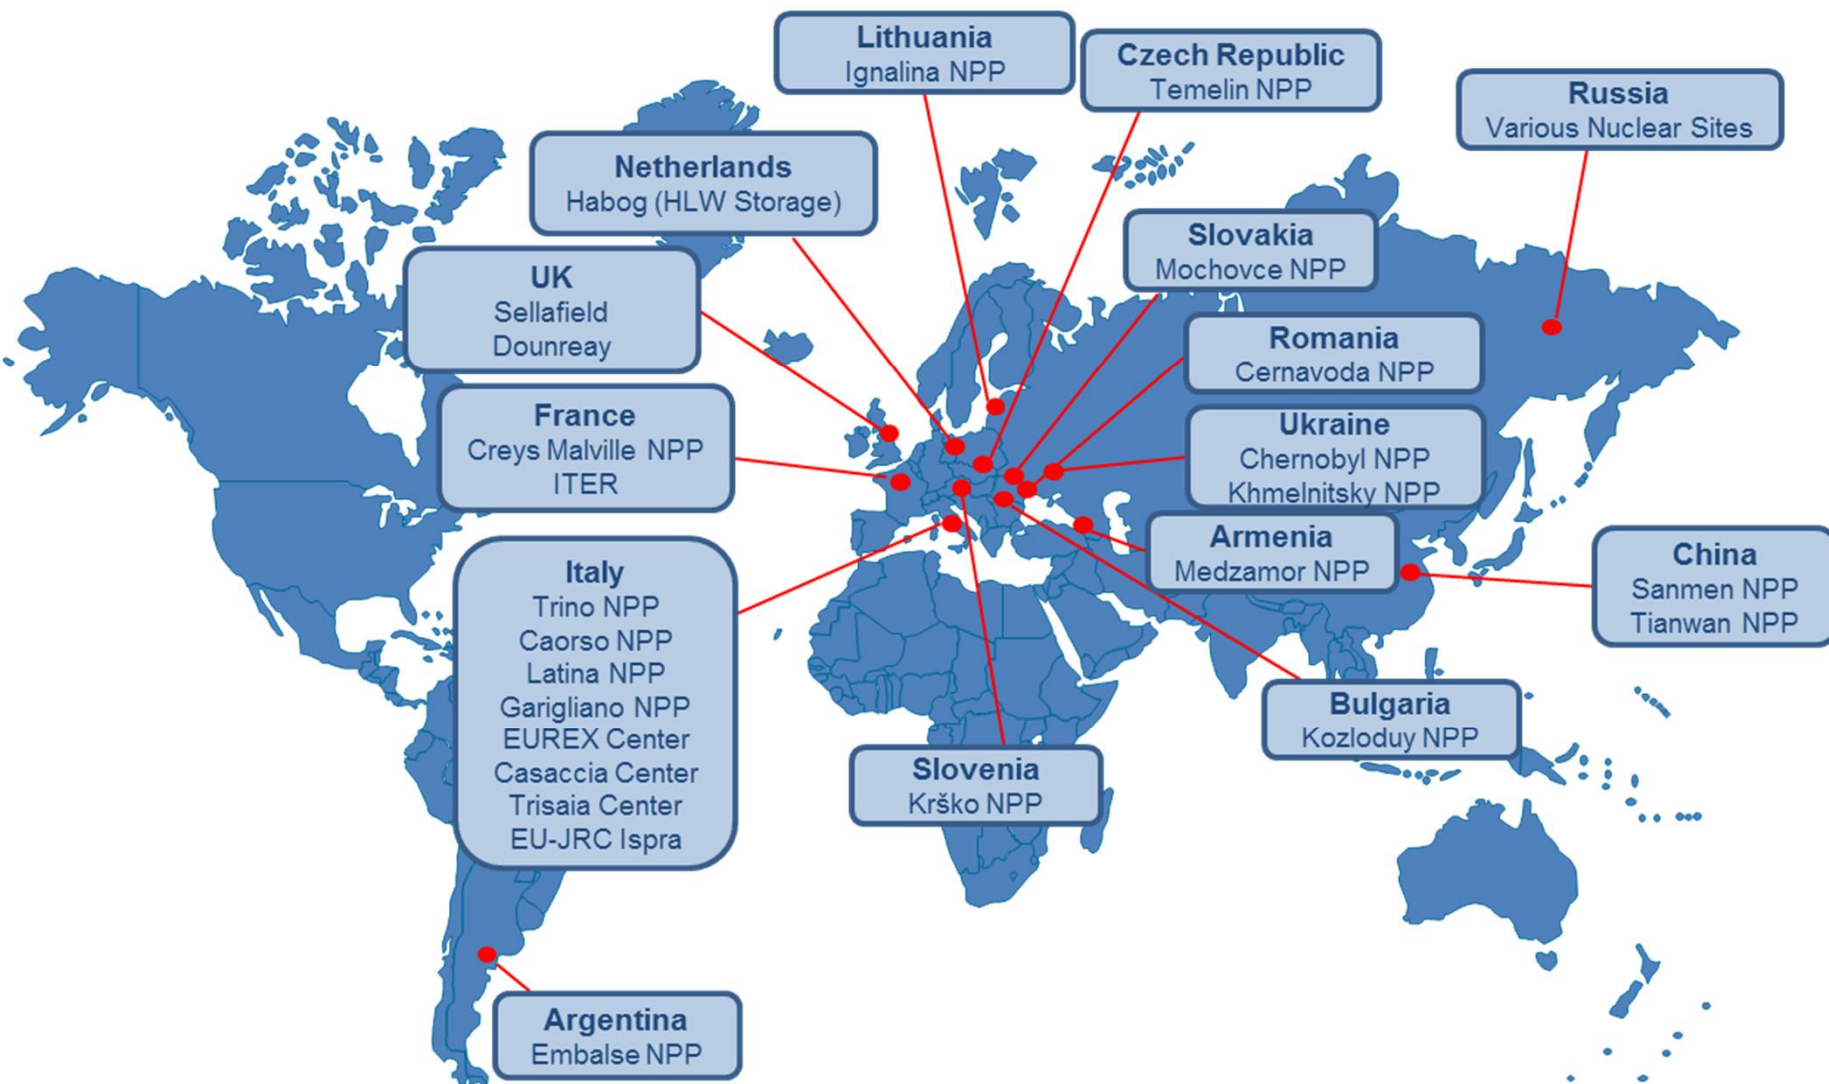 Lithuania
Ignalina NPP
Czech Republic
Temelin NPP
Russia
Various Nuclear Sites
Netherlands
Habog (HLW Storage)
Slovakia
Mochovce NPP
UK
Sellafield
Dounreay
Romania
Cernavoda NPP
France
Creys Malville NPP
ITER
Ukraine
Chernobyl NPP
Khmelnitsky NPP
Armenia
Medzamor NPP
China
Sanmen NPP
Tianwan NPP
Italy
Trino NPP
Caorso NPP
Latina NPP
Garigliano NPP
EUREX Center
Casaccia Center
Trisaia Center
EU-JRC Ispra
Bulgaria
Kozloduy NPP
Slovenia
Krško NPP
Argentina
Embalse NPP